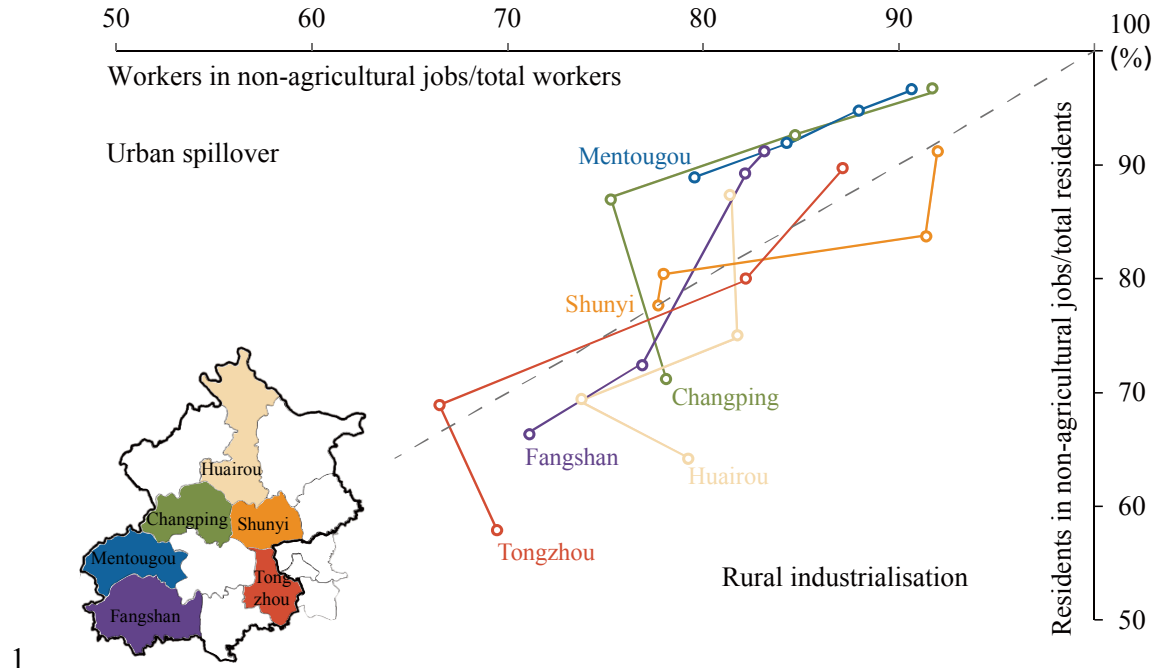 50 60 70 80 90 100
(%)
Workers in non-agricultural jobs/total workers
Urban spillover
Residents in non-agricultural jobs/total residents
90
80
70
60
50
Mentougou
Shunyi
Changping
Fangshan
Huairou
Tongzhou
Rural industrialisation
Huairou
Changping
Shunyi
Mentougou
Tong
zhou
Fangshan
1